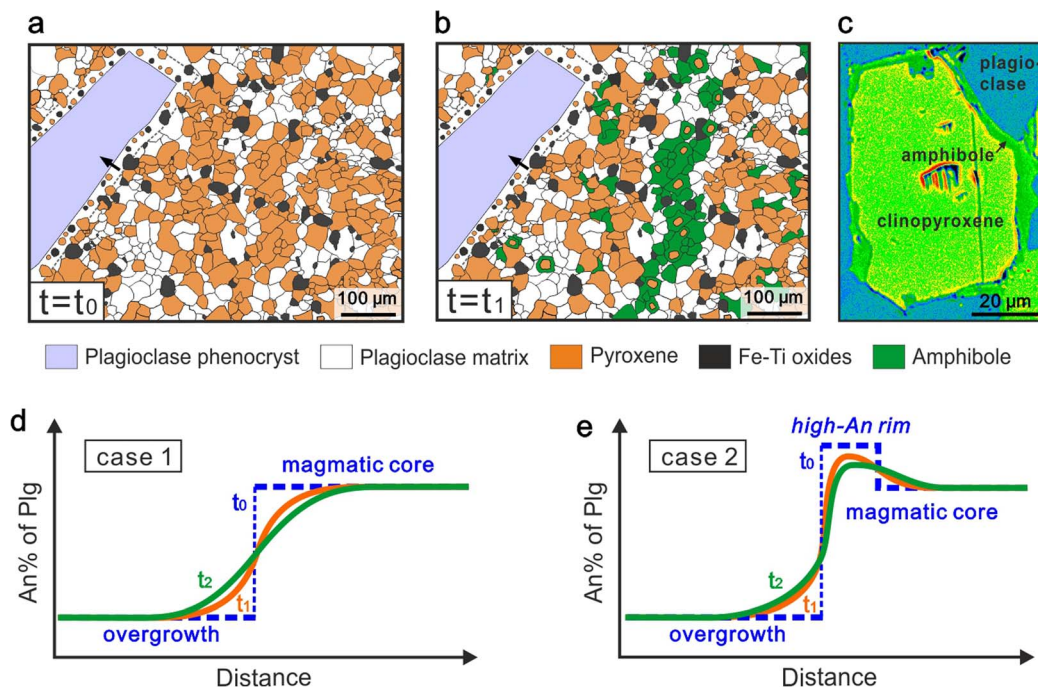 a
t=t0
100 µm
b
t=t1
100 µm
c
plagio-
clase
amphibole
clinopyroxene
20 µm
Plagioclase phenocryst
Plagioclase matrix
Pyroxene
Fe-Ti oxides
Amphibole
d
case 1
An% of Plg
magmatic core
t0
t2
t1
overgrowth
Distance
e
case 2
An% of Plg
high-An rim
t0
magmatic core
t2
t1
overgrowth
Distance